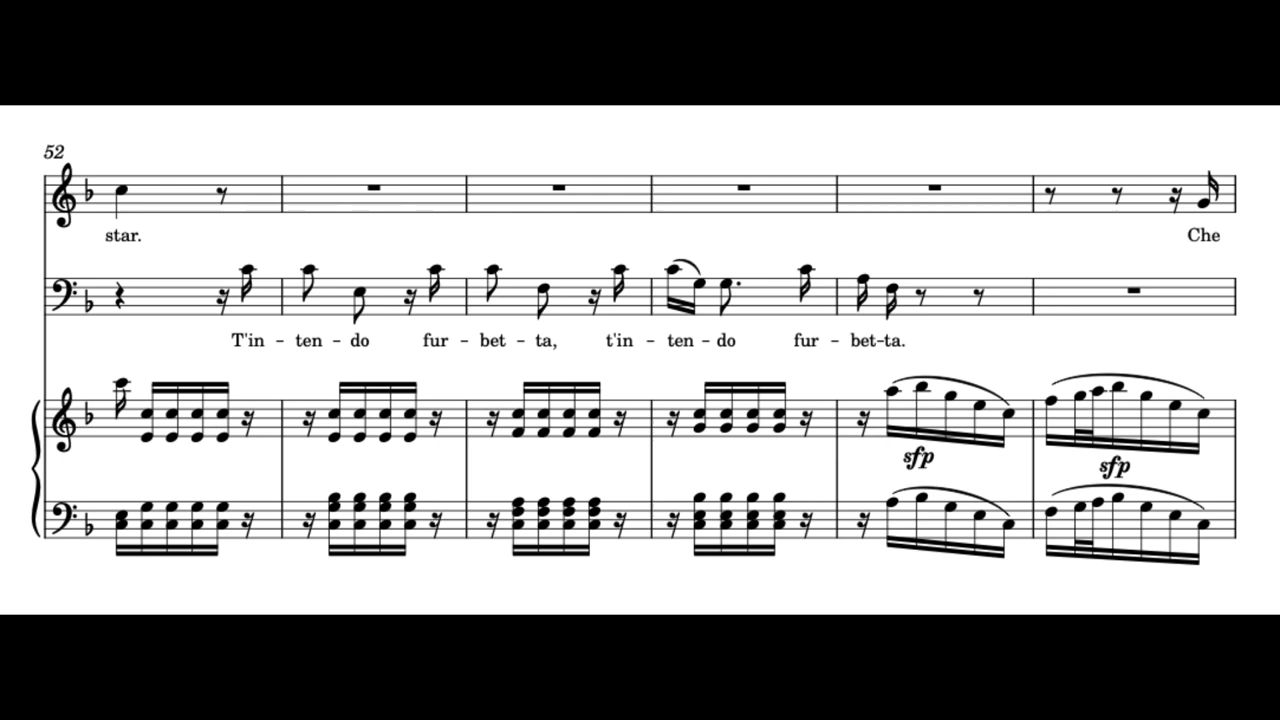 52
star. Che
T'in - ten - do fur - bet - ta, t'in - ten - do fur - bet-ta.
sfp sfp